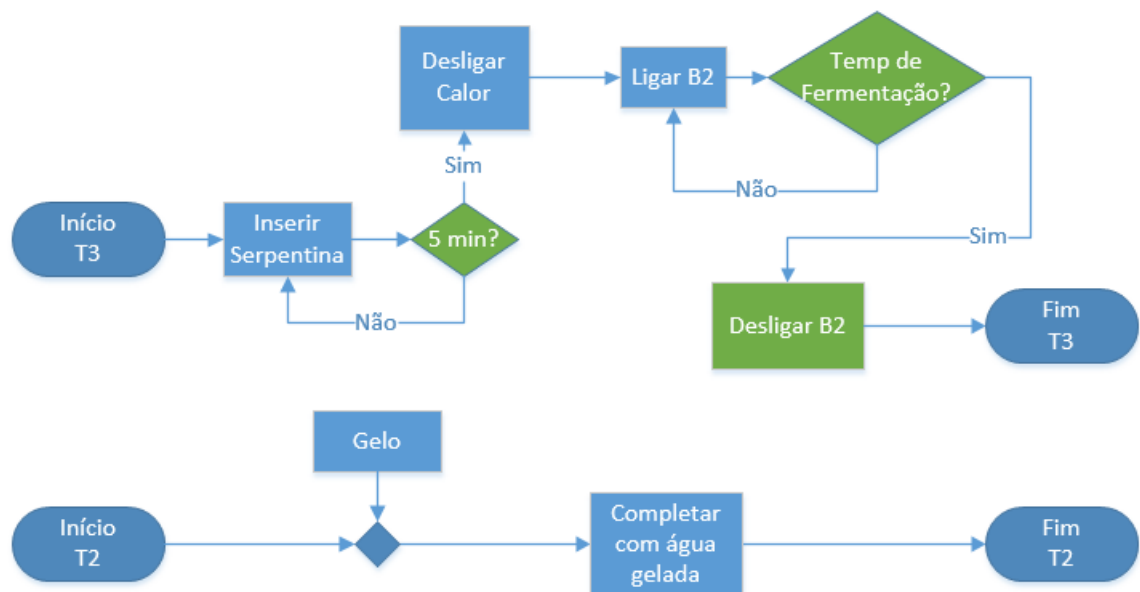 Desligar
Calor
Ligar B2
Temp de
Fermentação?
Sim
Não
Início
T3
Inserir
Serpentina
5 min?
Sim
Não
Desligar B2
Fim
T3
Gelo
Início
T2
Completar
com água
gelada
Fim
T2